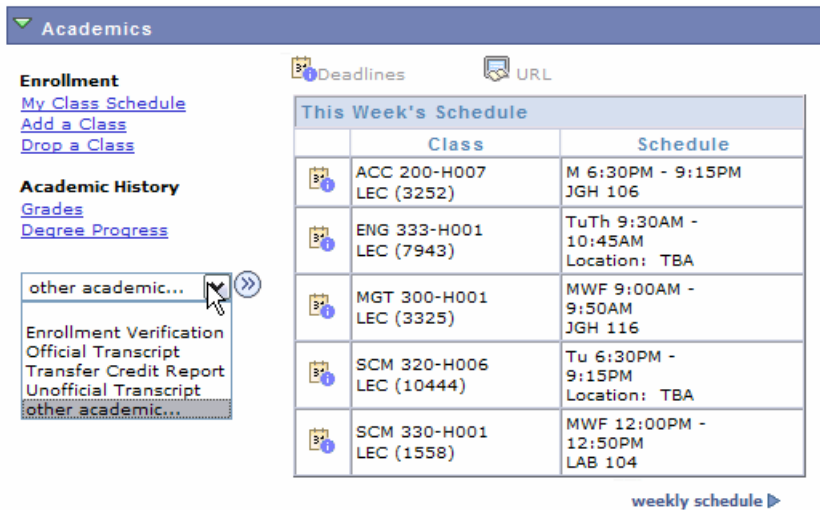 Academics
Enrollment
My Class Schedule
Add a Class
Drop a Class
Academic History
Grades
Degree Progress
other academic...
Enrollment Verification
Official Transcript
Transfer Credit Report
Unofficial Transcript
other academic...
Deadlines
URL
This Week's Schedule
Class Schedule
ACC 200-H007
LEC (3252)
M 6:30PM - 9:15PM
JGH 106
ENG 333-H001
LEC (7943)
TuTh 9:30AM -
10:45AM
Location: TBA
MGT 300-H001
LEC (3325)
MWF 9:00AM -
9:50AM
JGH 116
SCM 320-H006
LEC (10444)
Tu 6:30PM -
9:15PM
Location: TBA
SCM 330-H001
LEC (1558)
MWF 12:00PM -
12:50PM
LAB 104
weekly schedule